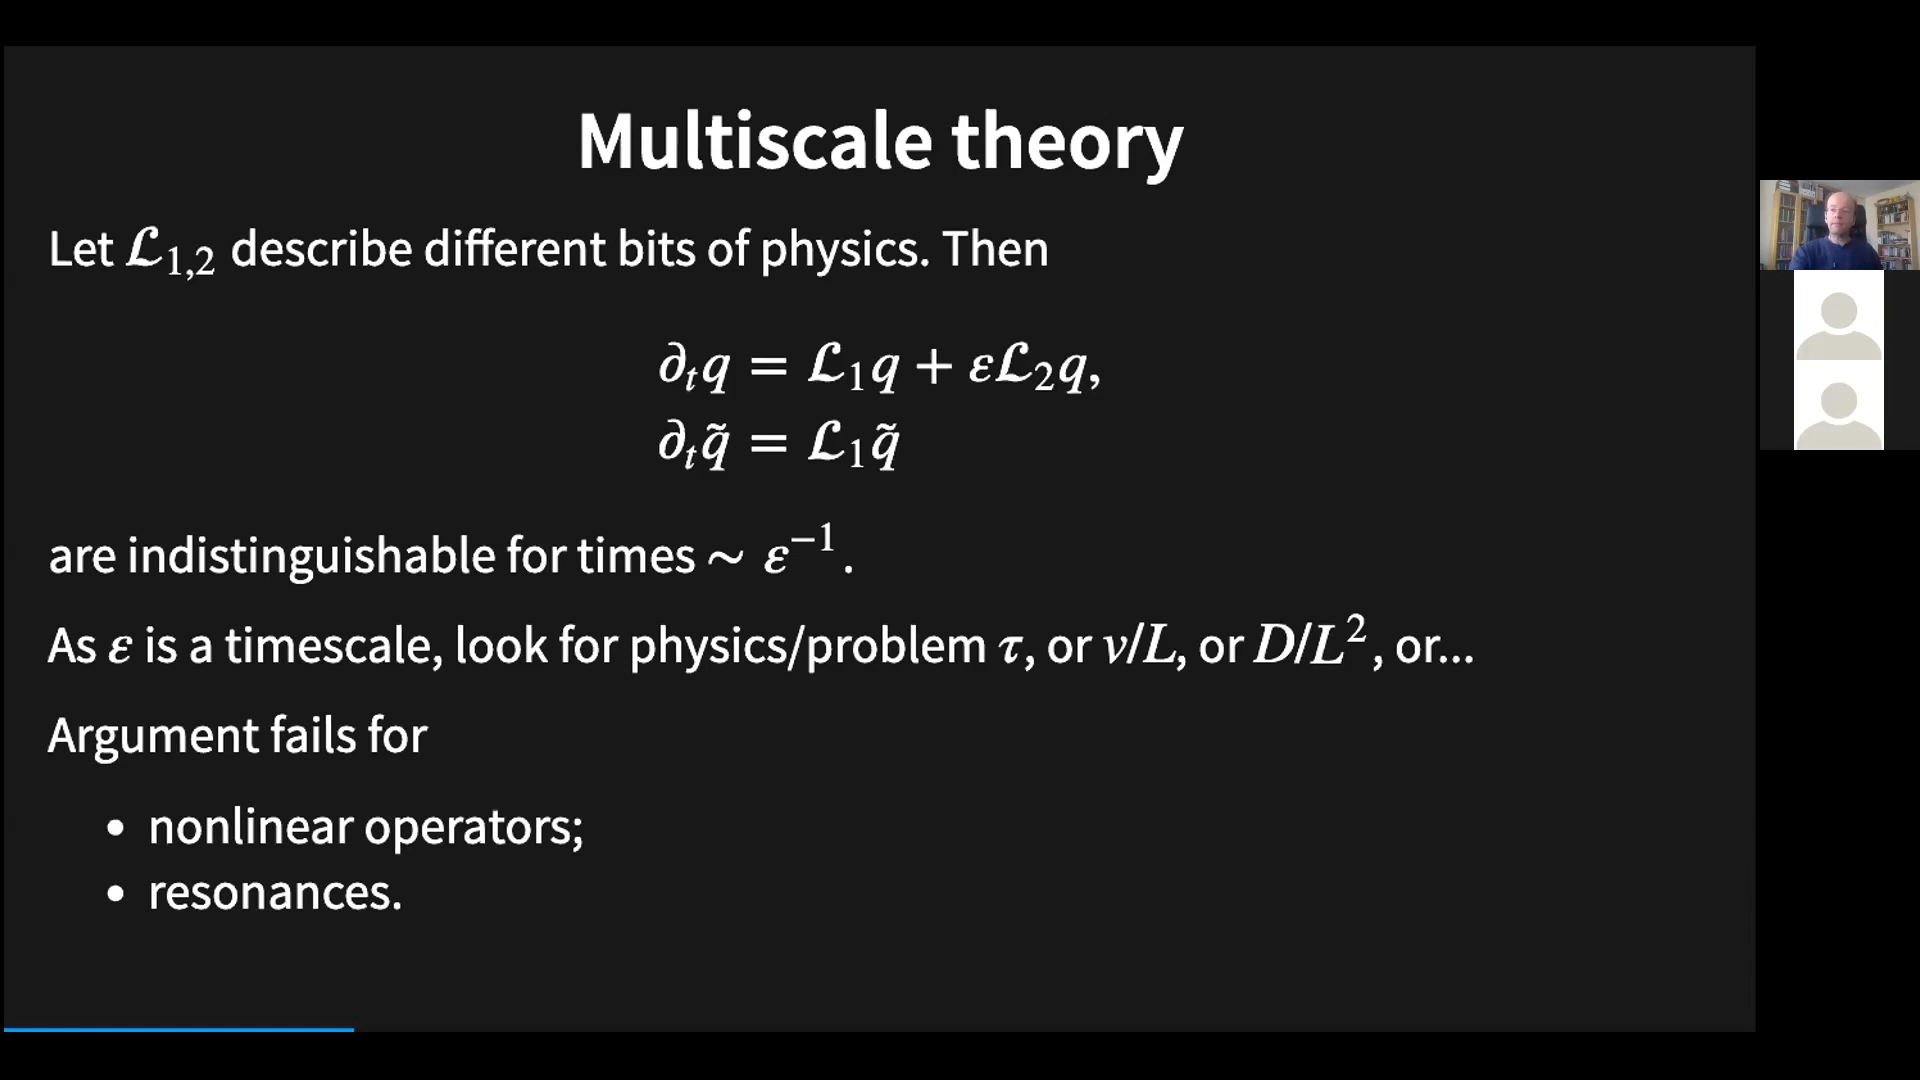 Multiscale theory
Let 𝓛₁,₂ describe different bits of physics. Then
∂ₜq = 𝓛₁q + ε𝓛₂q,
∂ₜq̃ = 𝓛₁q̃
are indistinguishable for times ∼ ε⁻¹.
As ε is a timescale, look for physics/problem τ, or v/L, or D/L², or...
Argument fails for
• nonlinear operators;
• resonances.